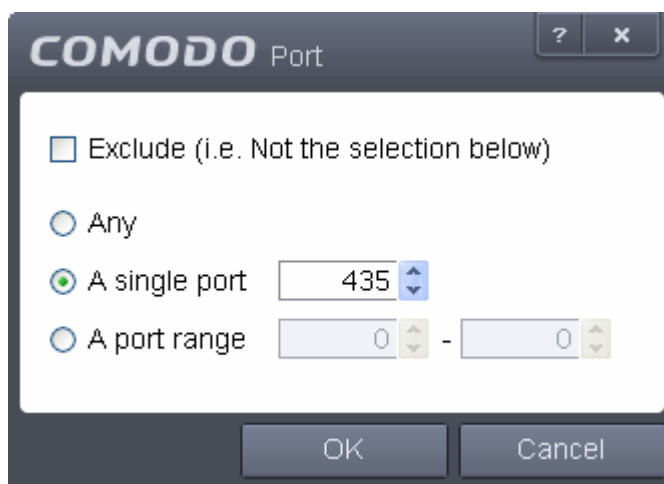 COMODO Port ? x
Exclude (i.e. Not the selection below)
Any
A single port 435
A port range 0 - 0
OK Cancel